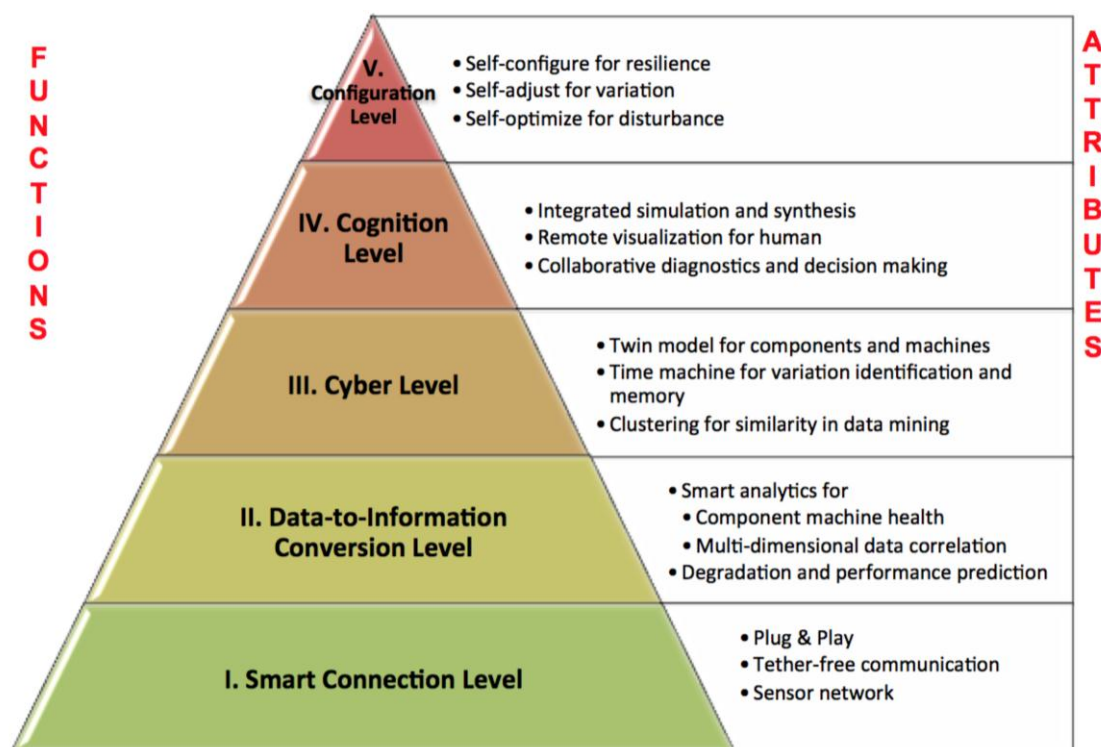 FUNCTIONS
ATTRIBUTES
V.
Configuration
Level
• Self-configure for resilience
• Self-adjust for variation
• Self-optimize for disturbance
IV. Cognition
Level
• Integrated simulation and synthesis
• Remote visualization for human
• Collaborative diagnostics and decision making
III. Cyber Level
• Twin model for components and machines
• Time machine for variation identification and
memory
• Clustering for similarity in data mining
II. Data-to-Information
Conversion Level
• Smart analytics for
• Component machine health
• Multi-dimensional data correlation
• Degradation and performance prediction
I. Smart Connection Level
• Plug & Play
• Tether-free communication
• Sensor network